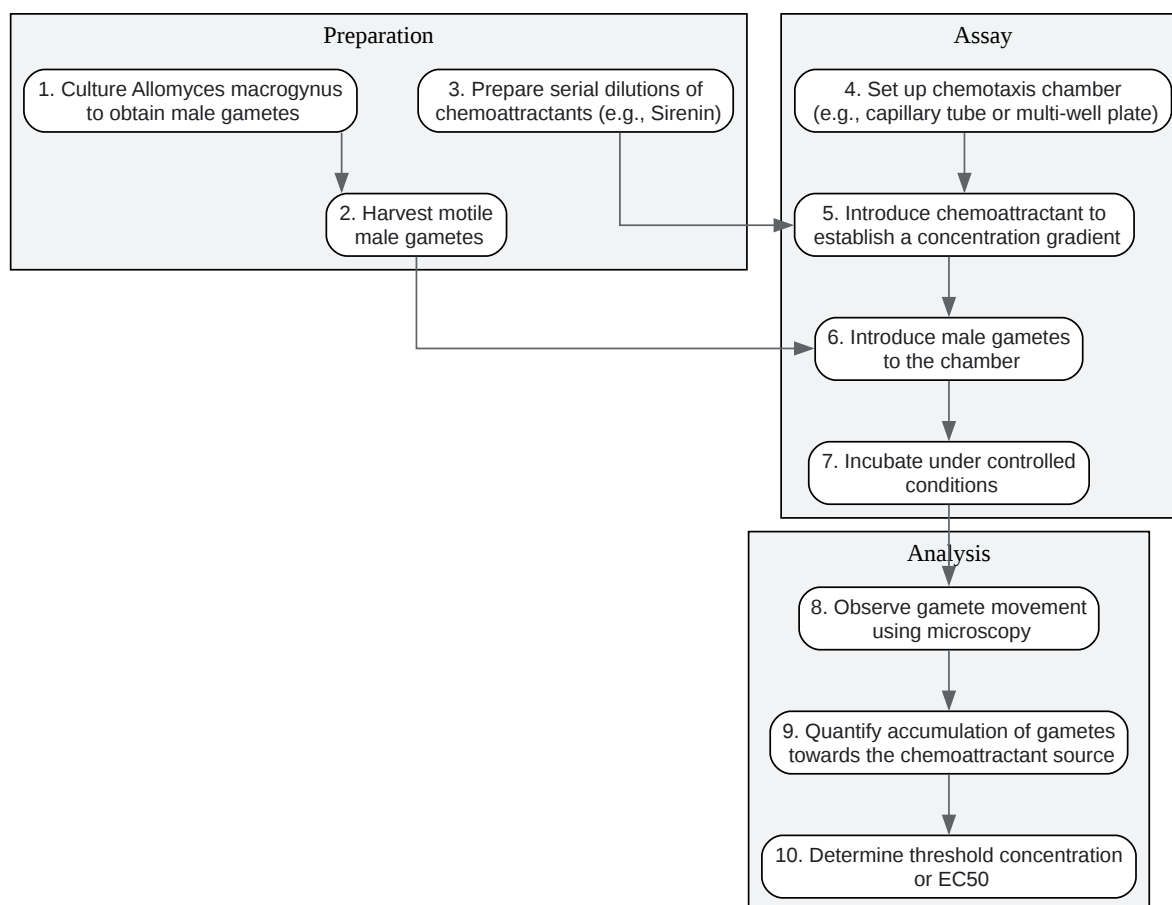 Preparation
1. Culture Allomyces macrogynus
to obtain male gametes
3. Prepare serial dilutions of
chemoattractants (e.g., Sirenin)
2. Harvest motile
male gametes
Assay
4. Set up chemotaxis chamber
(e.g., capillary tube or multi-well plate)
5. Introduce chemoattractant to
establish a concentration gradient
6. Introduce male gametes
to the chamber
7. Incubate under controlled
conditions
Analysis
8. Observe gamete movement
using microscopy
9. Quantify accumulation of gametes
towards the chemoattractant source
10. Determine threshold concentration
or EC50